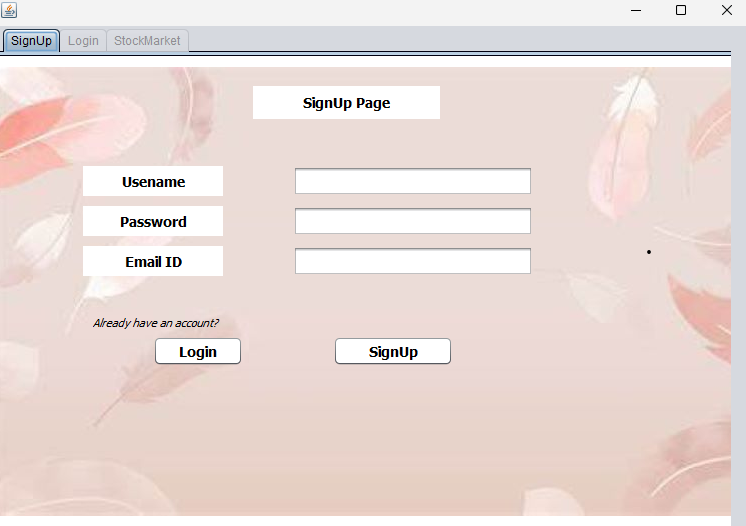 SignUp Login StockMarket
SignUp Page
Usename
Password
Email ID
Already have an account?
Login SignUp